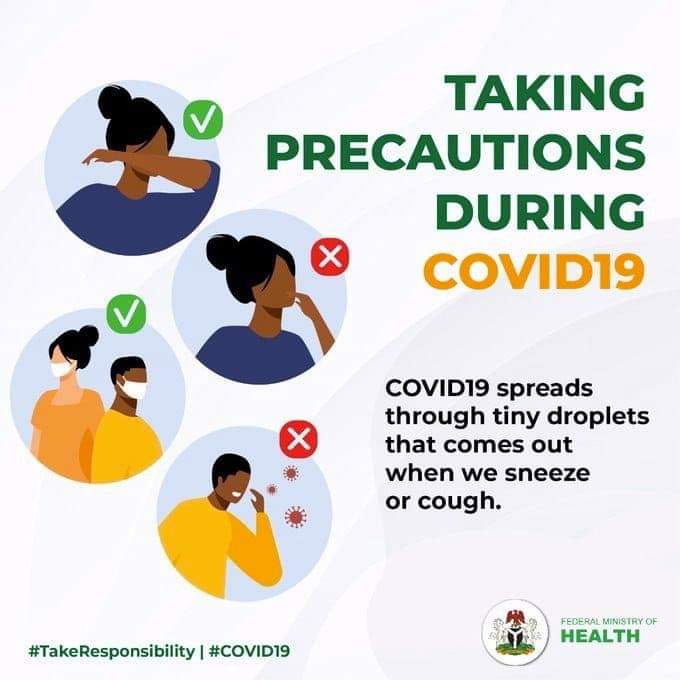 TAKING
PRECAUTIONS
DURING
COVID19
COVID19 spreads
through tiny droplets
that comes out
when we sneeze
or cough.
#TakeResponsibility | #COVID19
FEDERAL MINISTRY OF
HEALTH